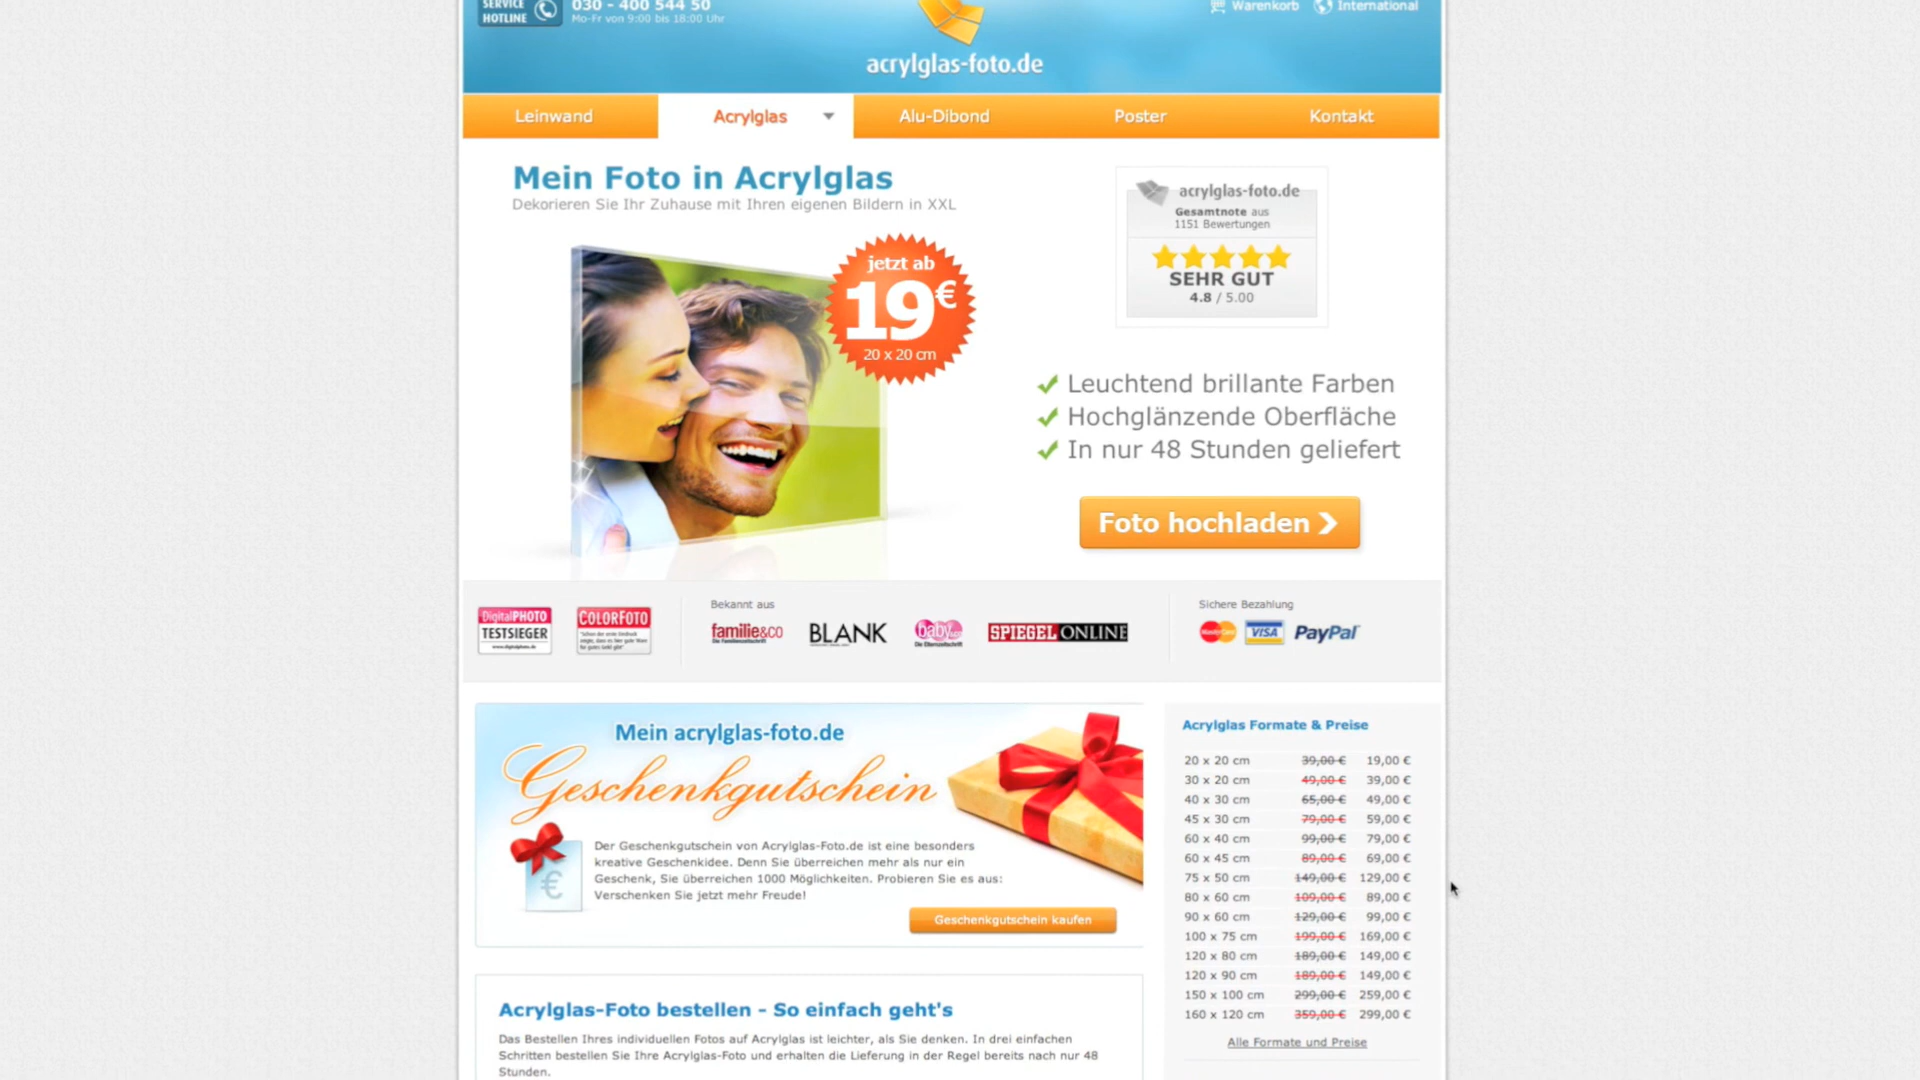 SERVICE
HOTLINE
030 - 400 544 50
Mo-Fr von 9:00 bis 18:00 Uhr
Warenkorb
International
acrylglas-foto.de
Leinwand
Acrylglas
Alu-Dibond
Poster
Kontakt
Mein Foto in Acrylglas
Dekorieren Sie Ihr Zuhause mit Ihren eigenen Bildern in XXL
jetzt ab
19€
20 x 20 cm
acrylglas-foto.de
Gesamtnote aus
1151 Bewertungen
SEHR GUT
4.8 / 5.00
Leuchtend brillante Farben
Hochglänzende Oberfläche
In nur 48 Stunden geliefert
Foto hochladen
DigitalPHOTO
TESTSIEGER
www.digitalphoto.de
COLORFOTO
Bekannt aus
familie&co
Die Familienzeitschrift
BLANK
baby&co
Die Elternzeitschrift
SPIEGEL ONLINE
Sichere Bezahlung
MasterCard
VISA
PayPal
Mein acrylglas-foto.de
Geschenkgutschein
Der Geschenkgutschein von Acrylglas-Foto.de ist eine besonders
kreative Geschenkidee. Denn Sie überreichen mehr als nur ein
Geschenk, Sie überreichen 1000 Möglichkeiten. Probieren Sie es aus:
Verschenken Sie jetzt mehr Freude!
€
Geschenkgutschein kaufen
Acrylglas Formate & Preise
20 x 20 cm 39,00 € 19,00 €
30 x 20 cm 49,00 € 39,00 €
40 x 30 cm 65,00 € 49,00 €
45 x 30 cm 79,00 € 59,00 €
60 x 40 cm 99,00 € 79,00 €
60 x 45 cm 89,00 € 69,00 €
75 x 50 cm 149,00 € 129,00 €
80 x 60 cm 109,00 € 89,00 €
90 x 60 cm 129,00 € 99,00 €
100 x 75 cm 199,00 € 169,00 €
120 x 80 cm 189,00 € 149,00 €
120 x 90 cm 189,00 € 149,00 €
150 x 100 cm 299,00 € 259,00 €
160 x 120 cm 359,00 € 299,00 €
Alle Formate und Preise
Acrylglas-Foto bestellen - So einfach geht's
Das Bestellen Ihres individuellen Fotos auf Acrylglas ist leichter, als Sie denken. In drei einfachen
Schritten bestellen Sie Ihre Acrylglas-Foto und erhalten die Lieferung in der Regel bereits nach nur 48
Stunden.